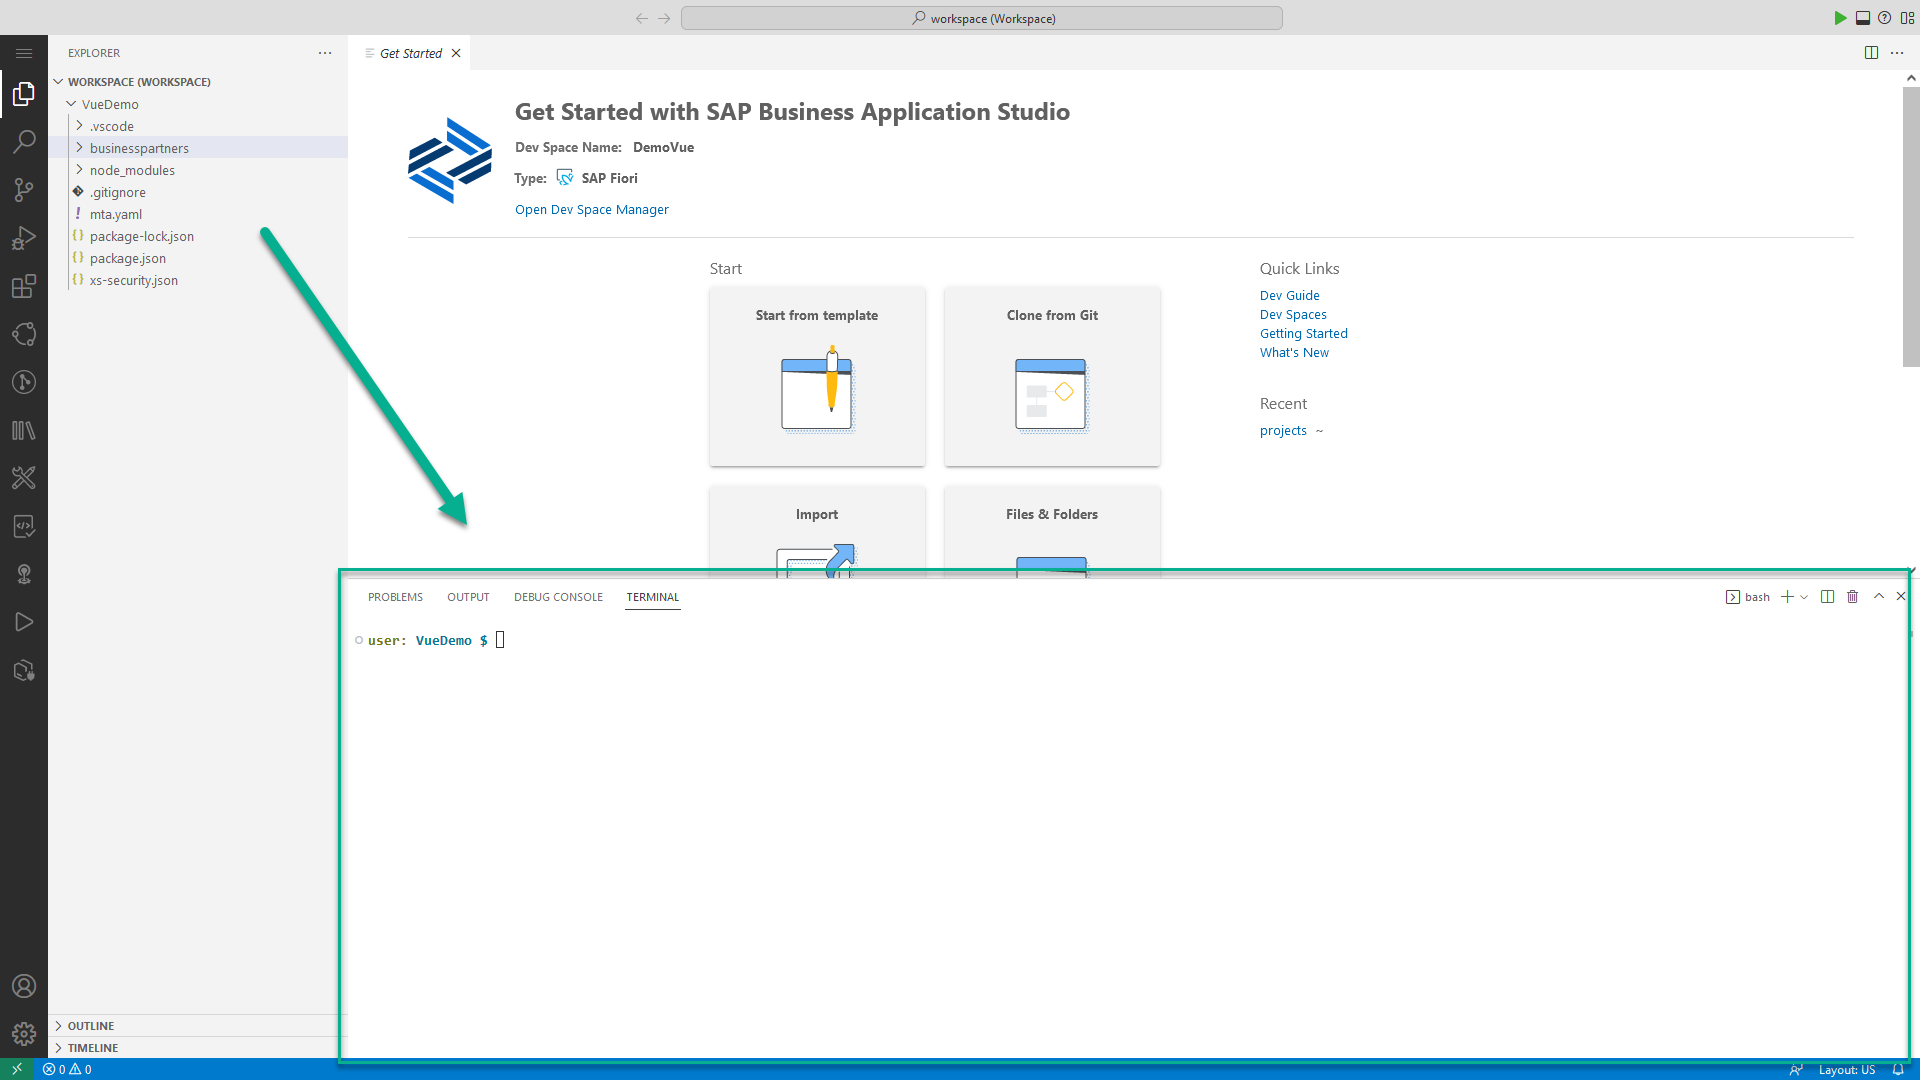 workspace (Workspace)
EXPLORER
WORKSPACE (WORKSPACE)
VueDemo
.vscode
businesspartners
node_modules
.gitignore
mta.yaml
package-lock.json
package.json
xs-security.json
OUTLINE
TIMELINE
Get Started
Get Started with SAP Business Application Studio
Dev Space Name: DemoVue
Type: SAP Fiori
Open Dev Space Manager
Start
Start from template
Clone from Git
Import
Files & Folders
Quick Links
Dev Guide
Dev Spaces
Getting Started
What's New
Recent
projects ~
PROBLEMS OUTPUT DEBUG CONSOLE TERMINAL
bash
user: VueDemo $
0 0
Layout: US